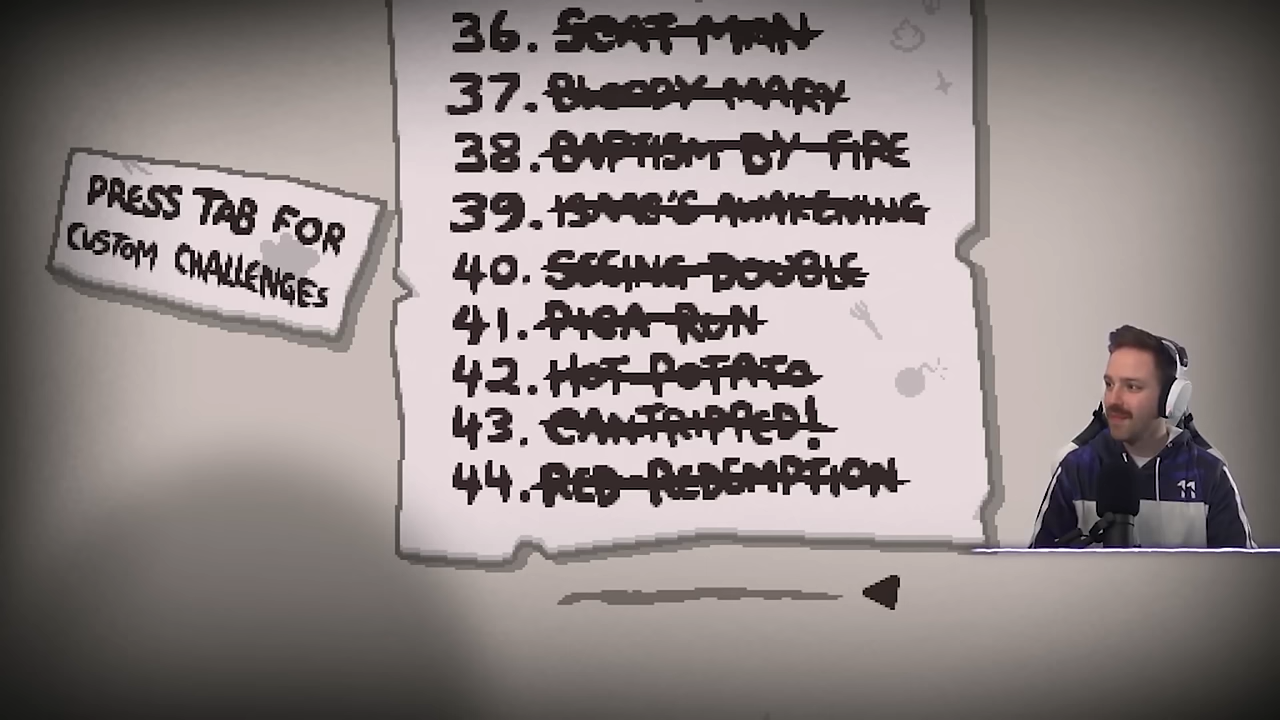 PRESS TAB FOR
CUSTOM CHALLENGES
36. SCAT MAN
37. BLOODY MARY
38. BAPTISM BY FIRE
39. ISAAC'S AWAKENING
40. SEEING DOUBLE
41. PICA RUN
42. HOT POTATO
43. CANTRIPPED!
44. RED REDEMPTION